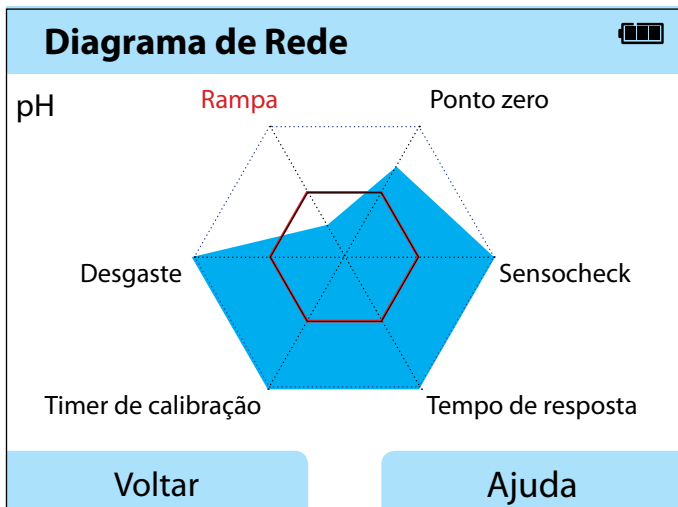 Diagrama de Rede
pH
Rampa
Ponto zero
Desgaste
Sensocheck
Timer de calibração
Tempo de resposta
Voltar
Ajuda